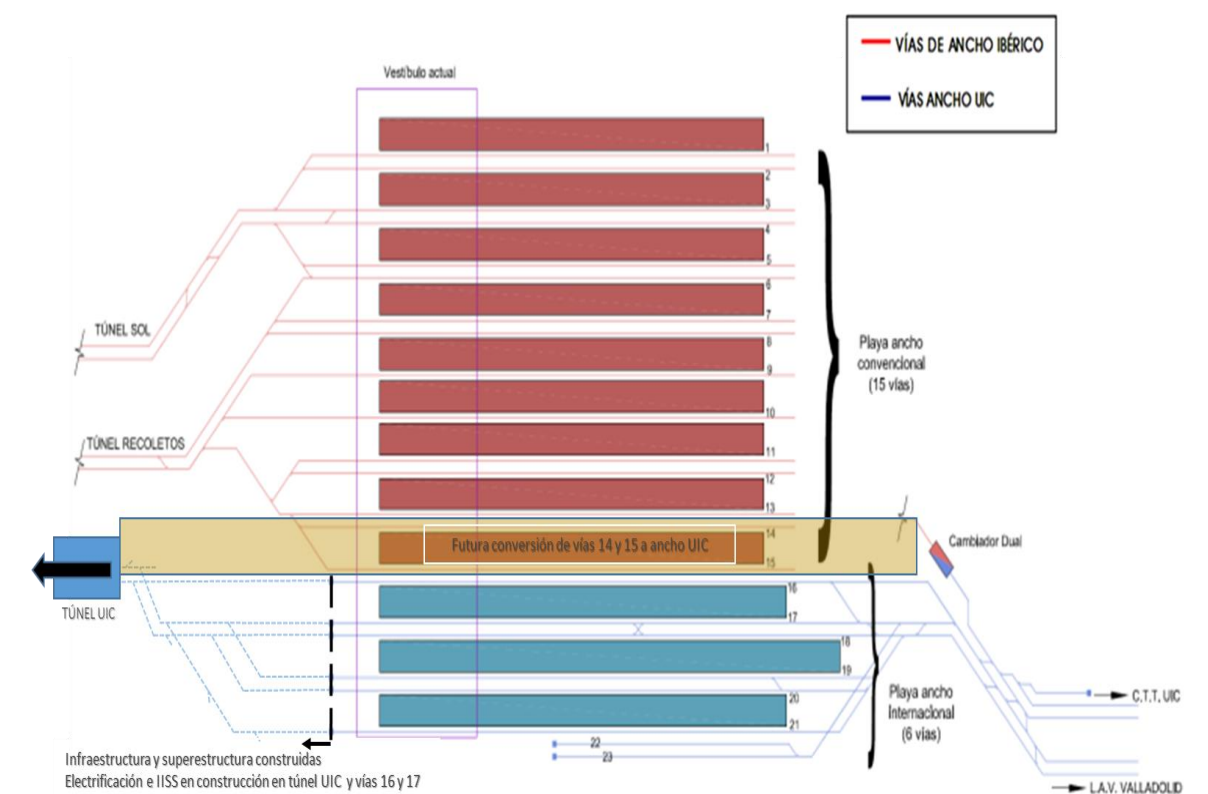 VÍAS DE ANCHO IBÉRICO
VÍAS ANCHO UIC
Vestíbulo actual
1
2
3
4
5
6
7
8
9
10
11
12
13
14
15
16
17
18
19
20
21
22
23
TÚNEL SOL
TÚNEL RECOLETOS
Playa ancho
convencional
(15 vías)
Futura conversión de vías 14 y 15 a ancho UIC
Cambiador Dual
TÚNEL UIC
Playa ancho
Internacional
(6 vías)
C.T.T. UIC
L.A.V. VALLADOLID
Infraestructura y superestructura construidas
Electrificación e IISS en construcción en túnel UIC y vías 16 y 17